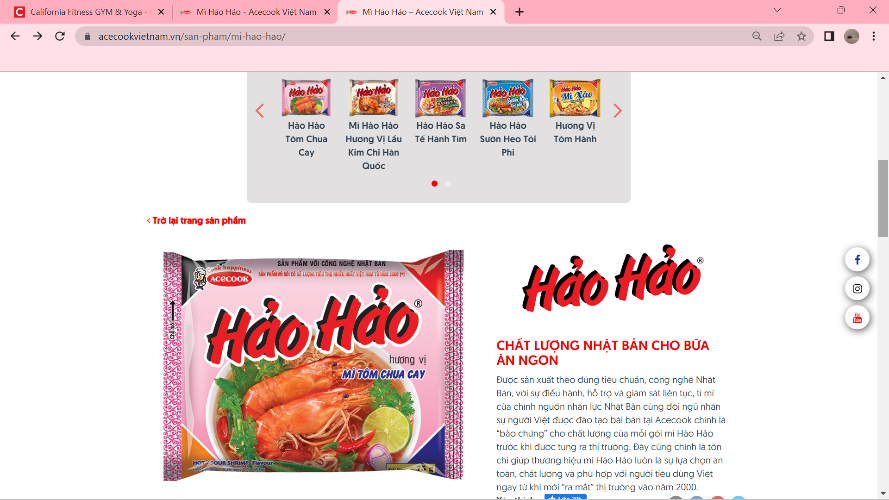 California Fitness GYM & Yoga -
Mì Hảo Hảo - Acecook Việt Nam
Mì Hảo Hảo – Acecook Việt Nam
acecookvietnam.vn/san-pham/mi-hao-hao/
Hảo Hảo Tôm Chua Cay
Mì Hảo Hảo Hương Vị Lẩu Kim Chi Hàn Quốc
Hảo Hảo Sa Tế Hành Tím
Hảo Hảo Sườn Heo Tỏi Phi
Hương Vị Tôm Hành
Trở lại trang sản phẩm
cook happiness
ACECOOK
SẢN PHẨM VỚI CÔNG NGHỆ NHẬT BẢN
Hảo Hảo®
hương vị
MÌ TÔM CHUA CAY
HOT - SOUR SHRIMP Flavour
Hảo Hảo®
CHẤT LƯỢNG NHẬT BẢN CHO BỮA
ĂN NGON
Được sản xuất theo đúng tiêu chuẩn, công nghệ Nhật
Bản, với sự điều hành, hỗ trợ và giám sát liên tục, tỉ mỉ
của chính nguồn nhân lực Nhật Bản cùng đội ngũ nhân
sự người Việt được đào tạo bài bản tại Acecook chính là
“bảo chứng” cho chất lượng của mỗi gói mì Hảo Hảo
trước khi được tung ra thị trường. Đây cũng chính là tôn
chỉ giúp thương hiệu mì Hảo Hảo luôn là sự lựa chọn an
toàn, chất lượng và phù hợp với người tiêu dùng Việt
ngay từ khi mới “ra mắt” thị trường vào năm 2000.